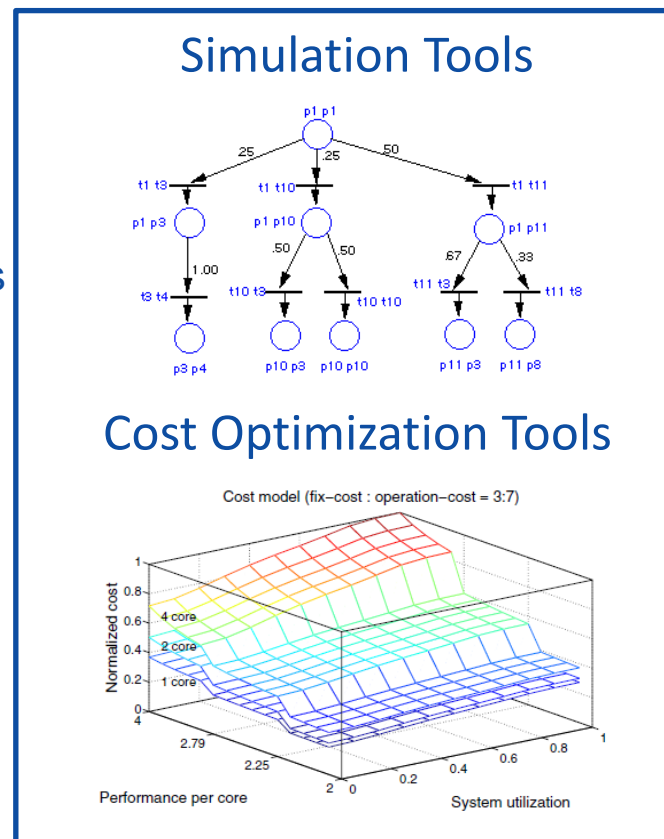 Simulation Tools
p1 p1
.25 .25 .50
t1 t3 t1 t10 t1 t11
p1 p3 p1 p10 p1 p11
s
1.00 .50 .50 .67 .33
t3 t4 t10 t3 t10 t10 t11 t3 t11 t8
p3 p4 p10 p3 p10 p10 p11 p3 p11 p8
Cost Optimization Tools
Cost model (fix−cost : operation−cost = 3:7)
Normalized cost
1
0.8
0.6
0.4
0.2
0
4 core
2 core
1 core
4
2.79
2.25
2
0
0.2
0.4
0.6
0.8
1
Performance per core
System utilization